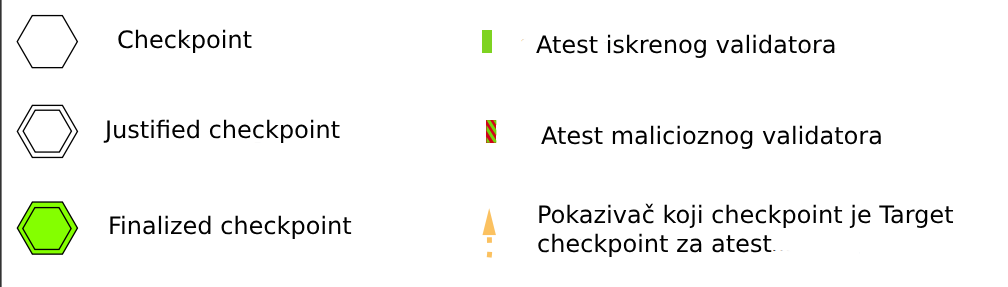 Checkpoint
Justified checkpoint
Finalized checkpoint
Atest iskrenog validatora
Atest malicioznog validatora
Pokazivač koji checkpoint je Target
checkpoint za atest